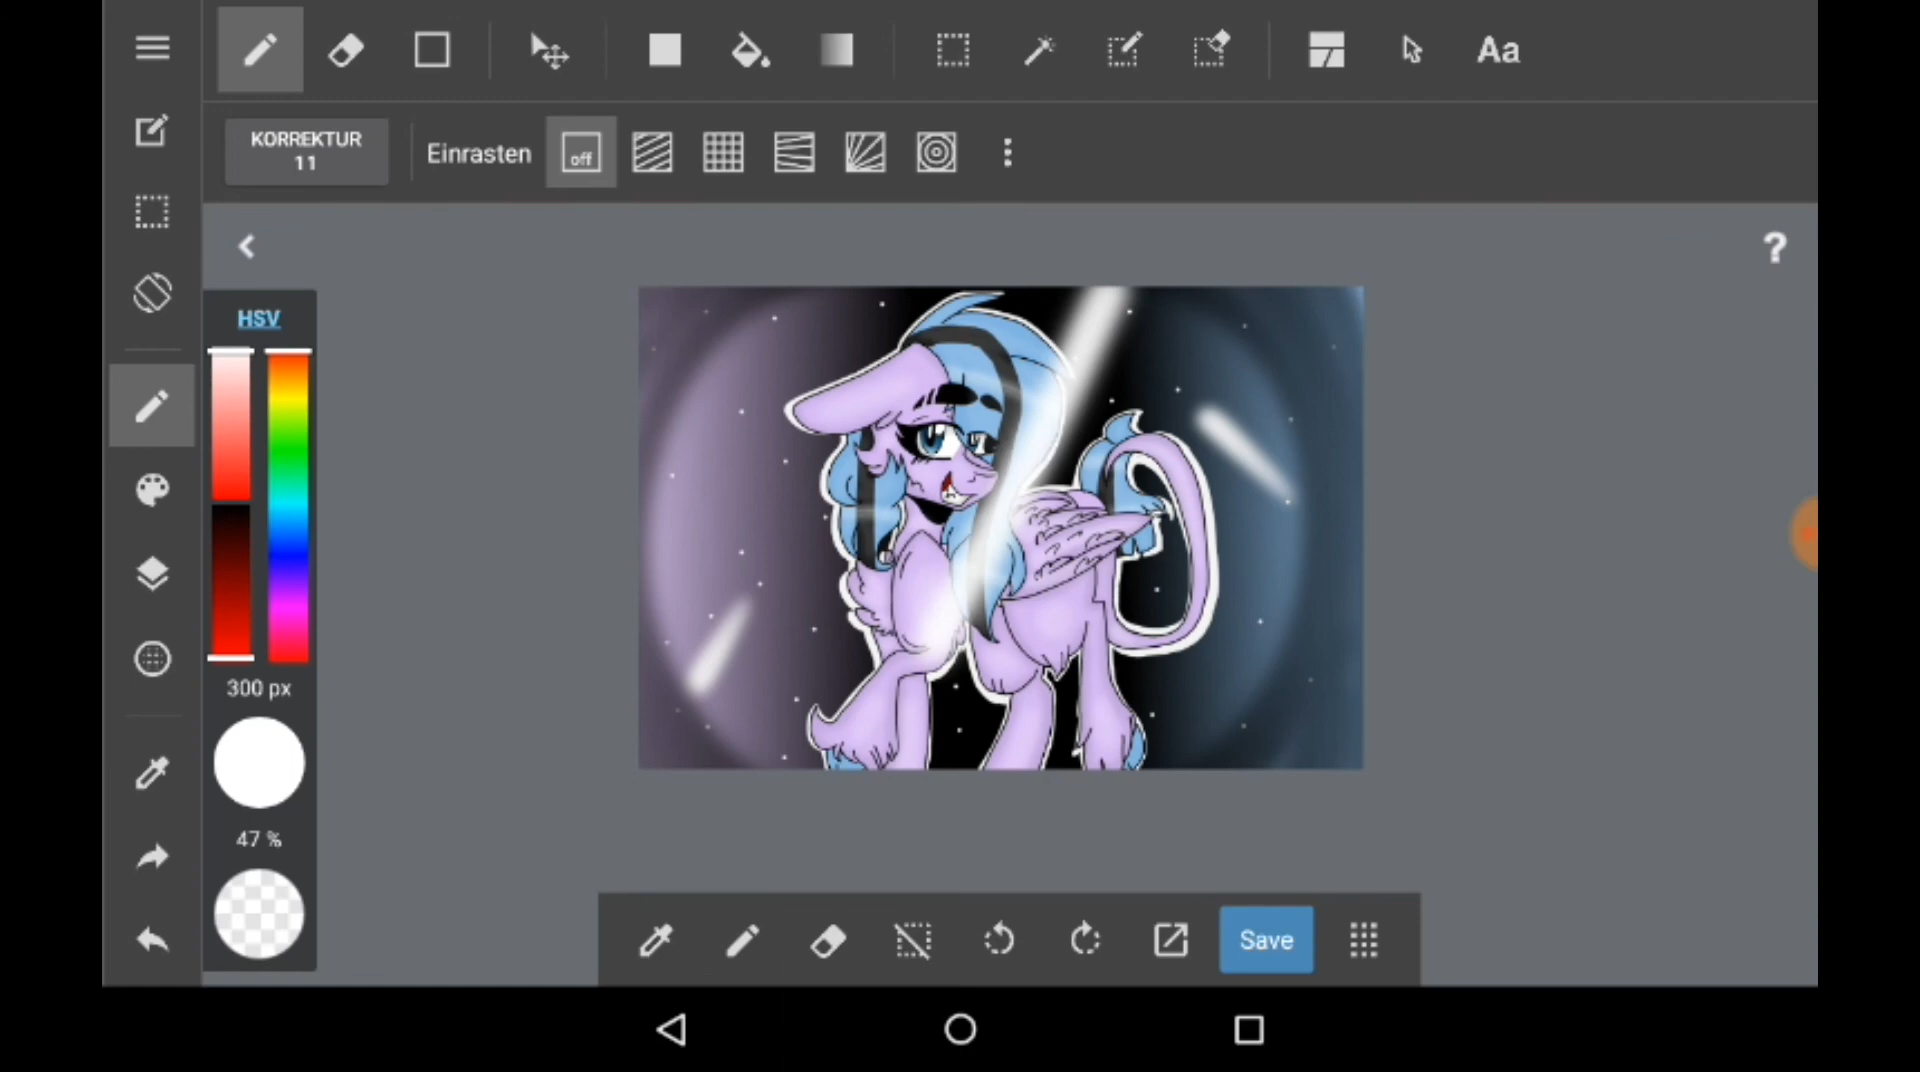 Aa
KORREKTUR
11
Einrasten
off
?
HSV
300 px
47 %
Save